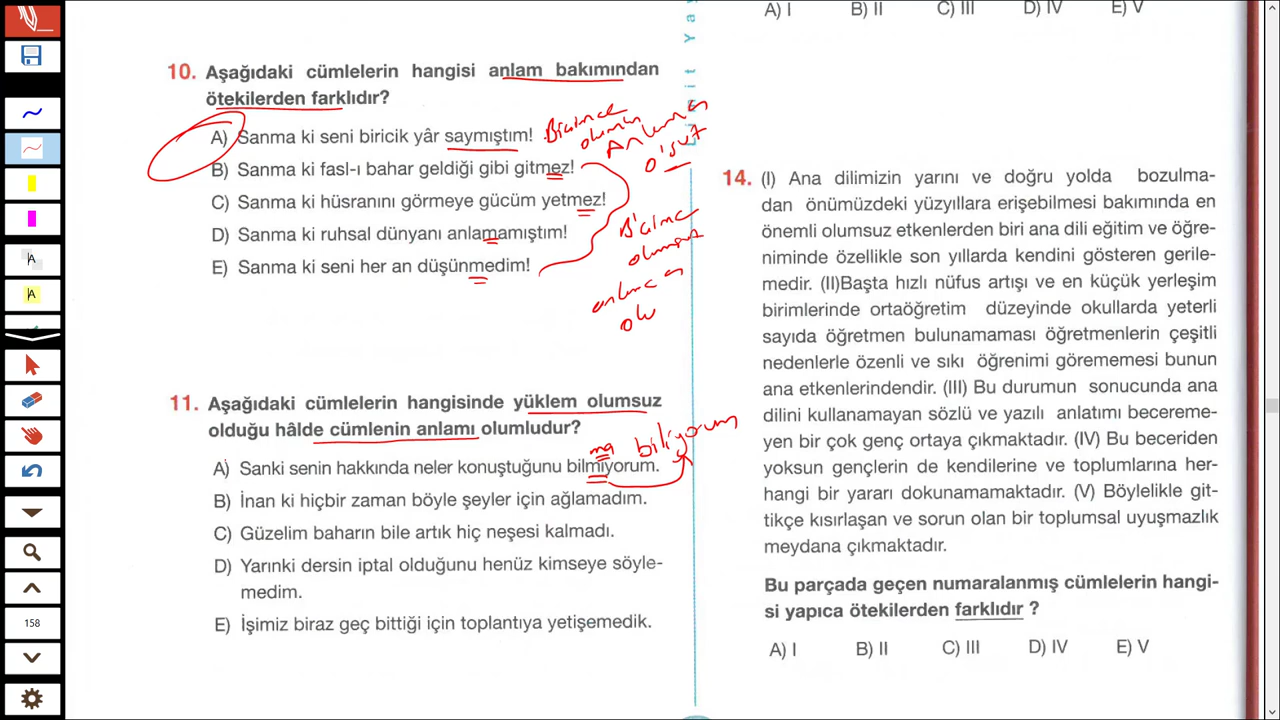 10. Aşağıdaki cümlelerin hangisi anlam bakımından
ötekilerden farklıdır?
A) Sanma ki seni biricik yâr saymıştım!
B) Sanma ki fasl-ı bahar geldiği gibi gitmez!
C) Sanma ki hüsranını görmeye gücüm yetmez!
D) Sanma ki ruhsal dünyanı anlamamıştım!
E) Sanma ki seni her an düşünmedim!
Biçimce
olumlu
Anlamca
o'suz
Biçimce
olumsuz
anlamca
olu
11. Aşağıdaki cümlelerin hangisinde yüklem olumsuz
olduğu hâlde cümlenin anlamı olumludur?
ma biliyorum
A) Sanki senin hakkında neler konuştuğunu bilmiyorum.
B) İnan ki hiçbir zaman böyle şeyler için ağlamadım.
C) Güzelim baharın bile artık hiç neşesi kalmadı.
D) Yarınki dersin iptal olduğunu henüz kimseye söyle-
medim.
E) İşimiz biraz geç bittiği için toplantıya yetişemedik.
A) I B) II C) III D) IV E) V
14. (I) Ana dilimizin yarını ve doğru yolda bozulma-
dan önümüzdeki yüzyıllara erişebilmesi bakımında en
önemli olumsuz etkenlerden biri ana dili eğitim ve öğre-
niminde özellikle son yıllarda kendini gösteren gerile-
medir. (II)Başta hızlı nüfus artışı ve en küçük yerleşim
birimlerinde ortaöğretim düzeyinde okullarda yeterli
sayıda öğretmen bulunamaması öğretmenlerin çeşitli
nedenlerle özenli ve sıkı öğrenimi görememesi bunun
ana etkenlerindendir. (III) Bu durumun sonucunda ana
dilini kullanamayan sözlü ve yazılı anlatımı becereme-
yen bir çok genç ortaya çıkmaktadır. (IV) Bu beceriden
yoksun gençlerin de kendilerine ve toplumlarına her-
hangi bir yararı dokunamamaktadır. (V) Böylelikle git-
tikçe kısırlaşan ve sorun olan bir toplumsal uyuşmazlık
meydana çıkmaktadır.
Bu parçada geçen numaralanmış cümlelerin hangi-
si yapıca ötekilerden farklıdır ?
A) I B) II C) III D) IV E) V
A
A
158